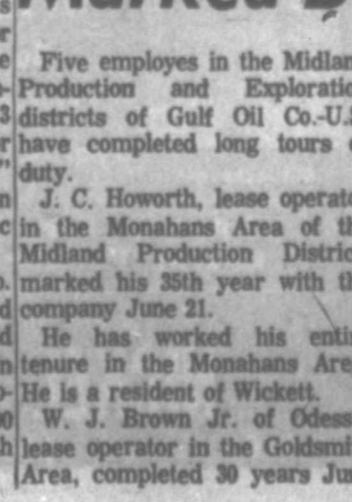 Marked
Five employes in the Midlan
Production and Exploratio
districts of Gulf Oil Co.-U.S
have completed long tours o
duty.
J. C. Howorth, lease operato
in the Monahans Area of th
Midland Production Distric
marked his 35th year with th
company June 21.
He has worked his enti
tenure in the Monahans Are
He is a resident of Wickett.
W. J. Brown Jr. of Odess
lease operator in the Goldsmi
Area, completed 30 years Jun